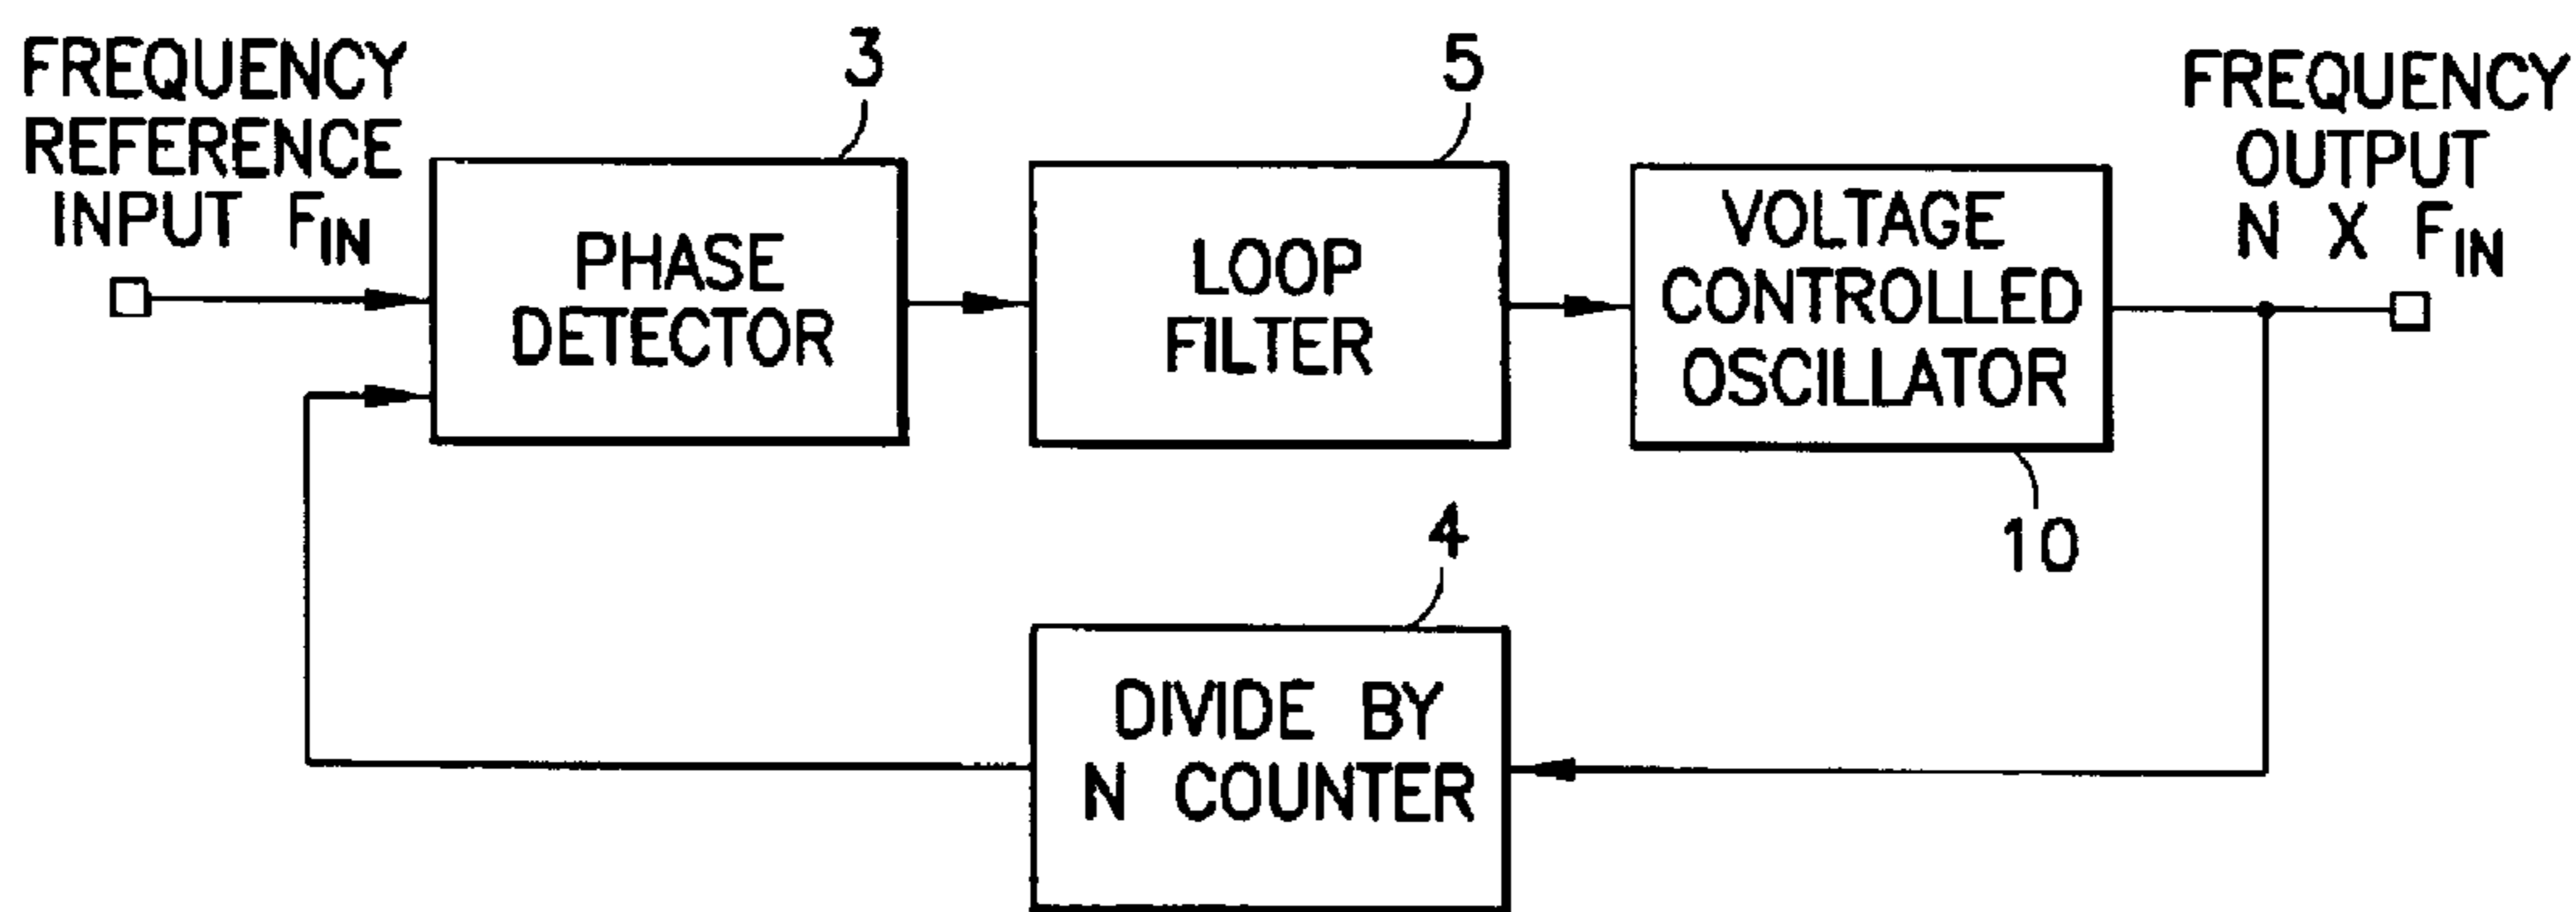 FREQUENCY
REFERENCE
INPUT FIN
3
PHASE
DETECTOR
5
LOOP
FILTER
VOLTAGE
CONTROLLED
OSCILLATOR
10
FREQUENCY
OUTPUT
N X FIN
4
DIVIDE BY
N COUNTER